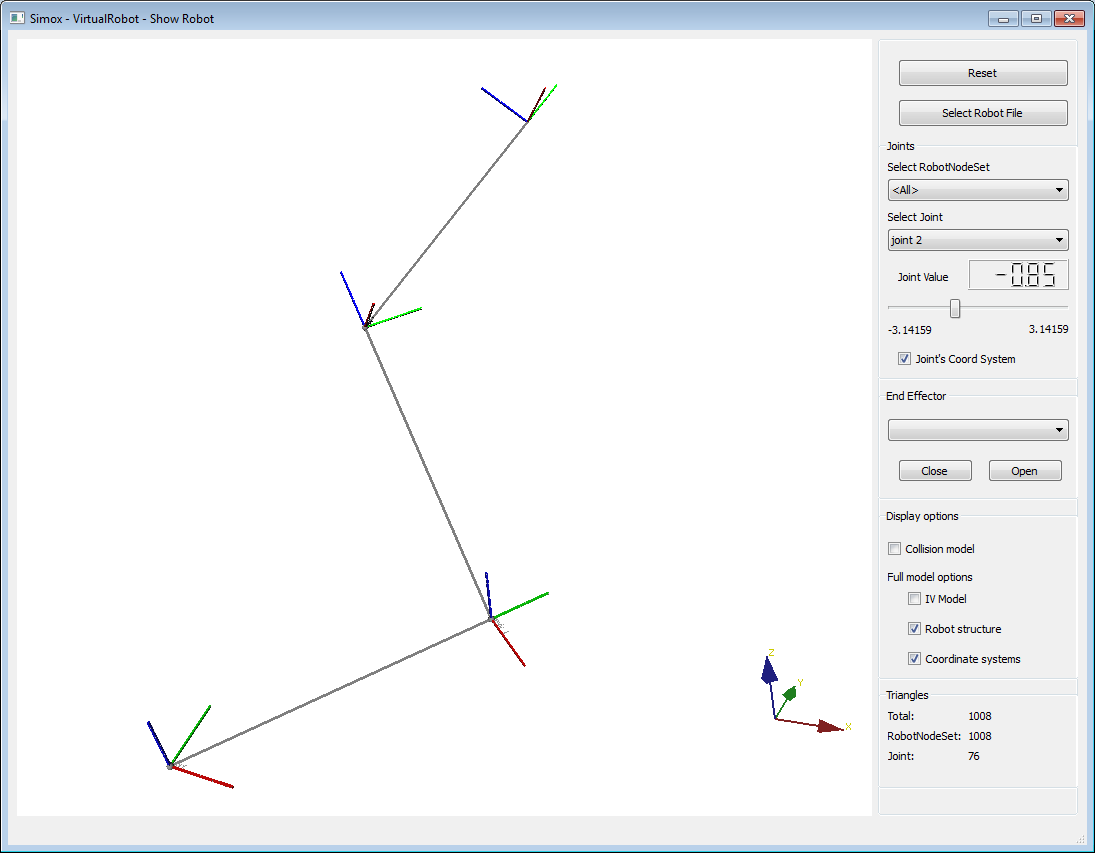 Simox - VirtualRobot - Show Robot
Reset
Select Robot File
Joints
Select RobotNodeSet
<All>
Select Joint
joint 2
Joint Value
-0.85
-3.14159 3.14159
Joint's Coord System
End Effector
Close Open
Display options
Collision model
Full model options
IV Model
Robot structure
Coordinate systems
Z
Y
X
Triangles
Total: 1008
RobotNodeSet: 1008
Joint: 76